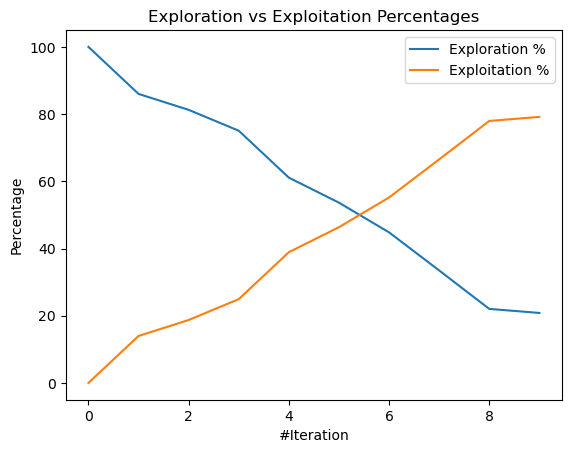 Exploration vs Exploitation Percentages
Exploration %
Exploitation %
Percentage
100
80
60
40
20
0
0 2 4 6 8
#Iteration